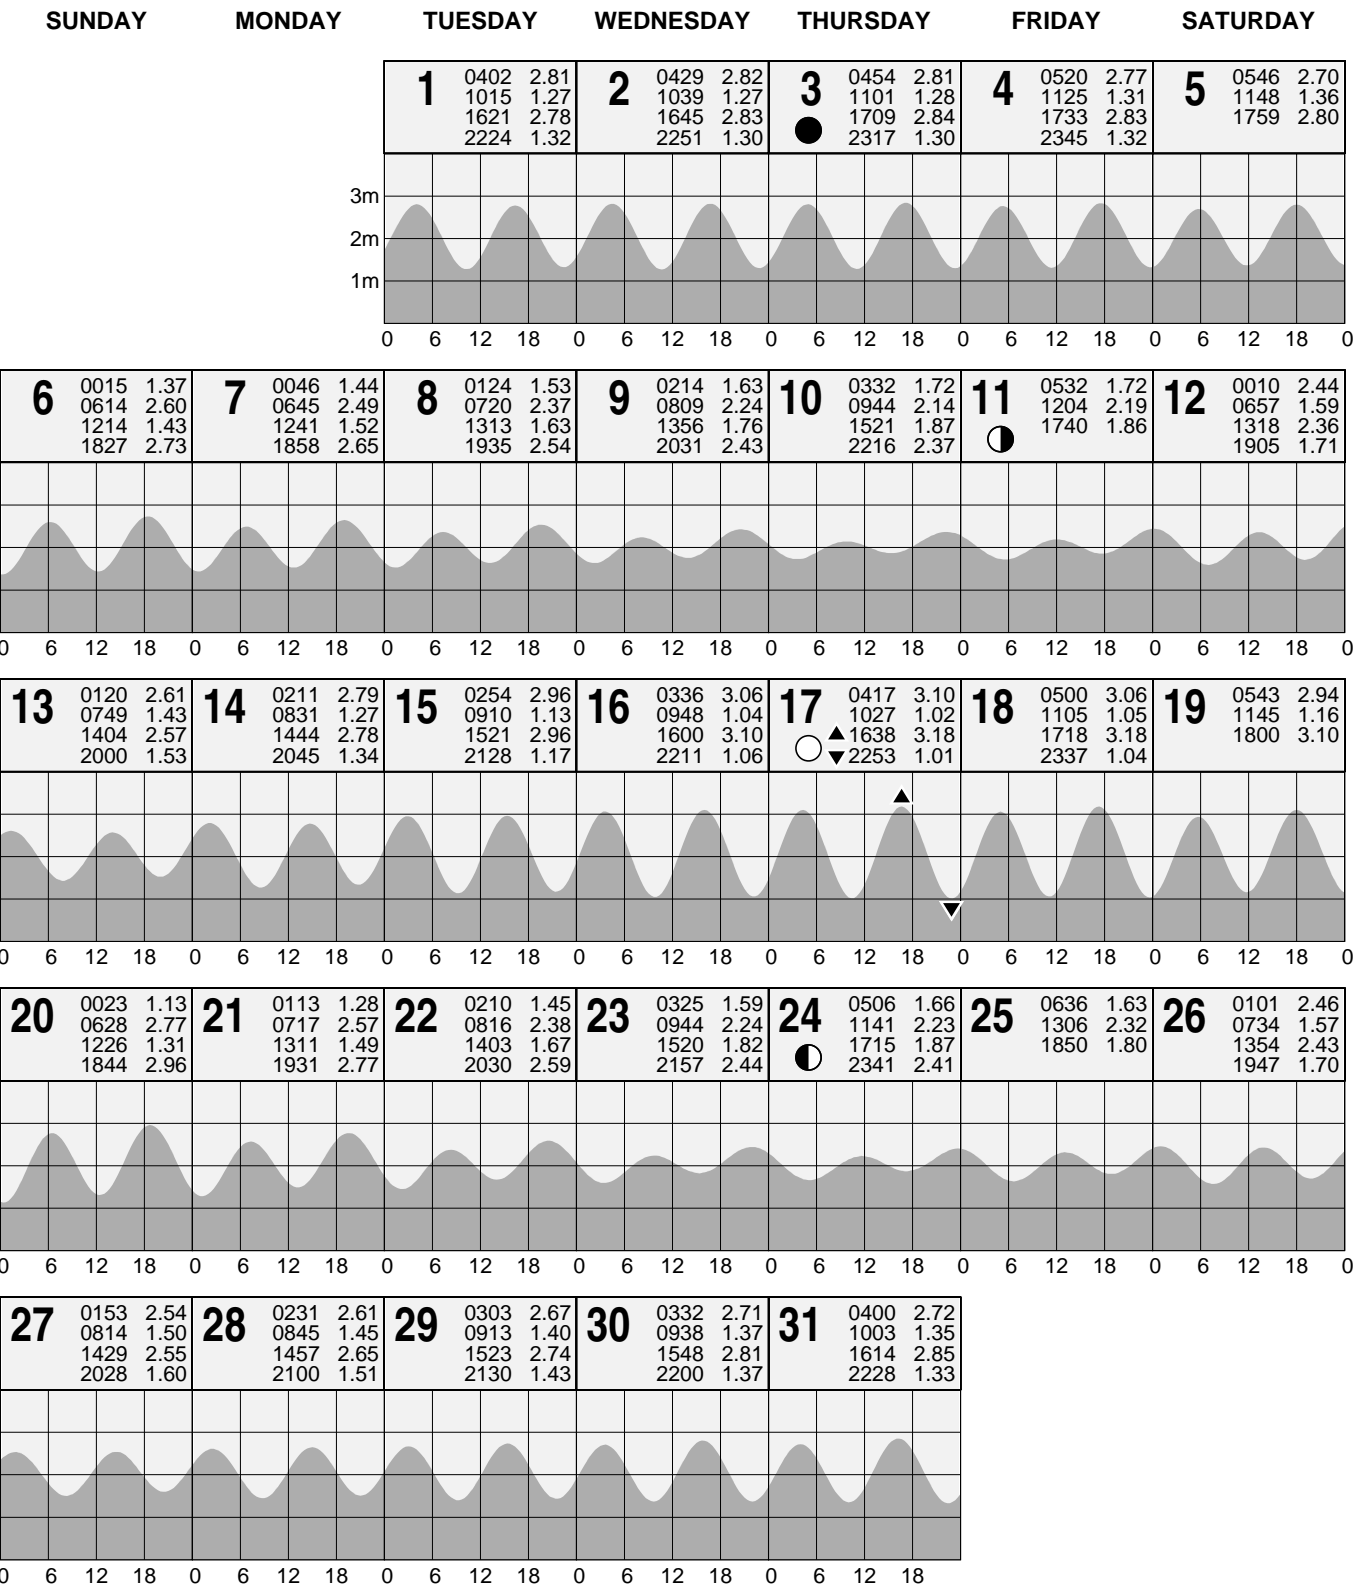 SUNDAY MONDAY TUESDAY WEDNESDAY THURSDAY FRIDAY SATURDAY
1 0402 2.81 2 0429 2.82 3 0454 2.81 4 0520 2.77 5 0546 2.70
1015 1.27 1039 1.27 1101 1.28 1125 1.31 1148 1.36
1621 2.78 1645 2.83 1709 2.84 1733 2.83 1759 2.80
2224 1.32 2251 1.30 2317 1.30 2345 1.32
3m
2m
1m
0 6 12 18 0 6 12 18 0 6 12 18 0 6 12 18 0 6 12 18 0
6 0015 1.37 7 0046 1.44 8 0124 1.53 9 0214 1.63 10 0332 1.72 11 0532 1.72 12 0010 2.44
0614 2.60 0645 2.49 0720 2.37 0809 2.24 0944 2.14 1204 2.19 0657 1.59
1214 1.43 1241 1.52 1313 1.63 1356 1.76 1521 1.87 1740 1.86 1318 2.36
1827 2.73 1858 2.65 1935 2.54 2031 2.43 2216 2.37 1905 1.71
0 6 12 18 0 6 12 18 0 6 12 18 0 6 12 18 0 6 12 18 0 6 12 18 0 6 12 18 0
13 0120 2.61 14 0211 2.79 15 0254 2.96 16 0336 3.06 17 0417 3.10 18 0500 3.06 19 0543 2.94
0749 1.43 0831 1.27 0910 1.13 0948 1.04 1027 1.02 1105 1.05 1145 1.16
1404 2.57 1444 2.78 1521 2.96 1600 3.10 1638 3.18 1718 3.18 1800 3.10
2000 1.53 2045 1.34 2128 1.17 2211 1.06 2253 1.01 2337 1.04
0 6 12 18 0 6 12 18 0 6 12 18 0 6 12 18 0 6 12 18 0 6 12 18 0 6 12 18 0
20 0023 1.13 21 0113 1.28 22 0210 1.45 23 0325 1.59 24 0506 1.66 25 0636 1.63 26 0101 2.46
0628 2.77 0717 2.57 0816 2.38 0944 2.24 1141 2.23 1306 2.32 0734 1.57
1226 1.31 1311 1.49 1403 1.67 1520 1.82 1715 1.87 1850 1.80 1354 2.43
1844 2.96 1931 2.77 2030 2.59 2157 2.44 2341 2.41 1947 1.70
0 6 12 18 0 6 12 18 0 6 12 18 0 6 12 18 0 6 12 18 0 6 12 18 0 6 12 18 0
27 0153 2.54 28 0231 2.61 29 0303 2.67 30 0332 2.71 31 0400 2.72
0814 1.50 0845 1.45 0913 1.40 0938 1.37 1003 1.35
1429 2.55 1457 2.65 1523 2.74 1548 2.81 1614 2.85
2028 1.60 2100 1.51 2130 1.43 2200 1.37 2228 1.33
0 6 12 18 0 6 12 18 0 6 12 18 0 6 12 18 0 6 12 18